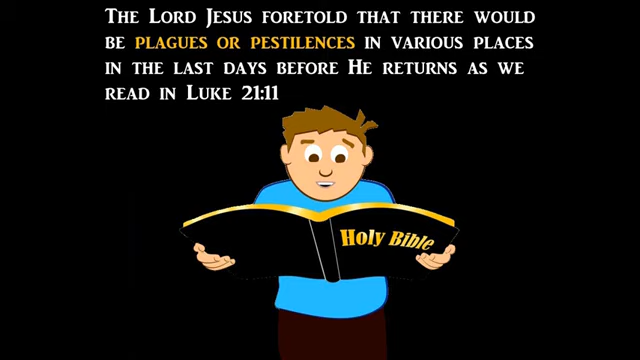 The Lord Jesus foretold that there would
be plagues or pestilences in various places
in the last days before He returns as we
read in Luke 21:11
Holy Bible